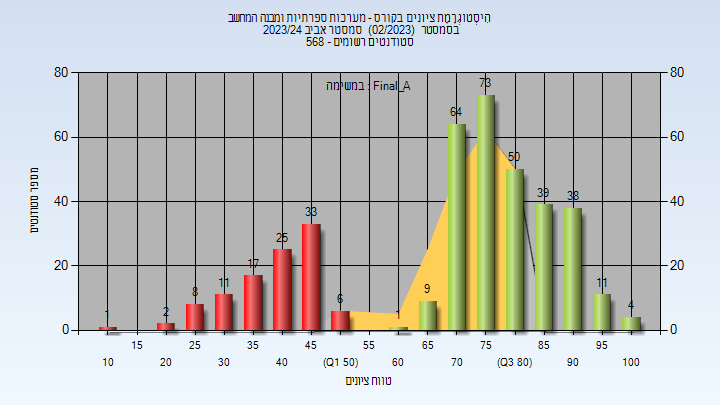 היסטוגרמת ציונים בקורס - מערכות ספרתיות ומבנה המחשב
בסמסטר (02/2023) סמסטר אביב 2023/24
סטודנטים רשומים - 568
במשימה : Final_A
80 80
60 60
40 40
20 20
0 0
1 2 8 11 17 25 33 6 1 9 64 73 50 39 38 11 4
מספר סטודנטים
15 25 35 45 55 65 75 85 95
10 20 30 40 (Q1 50) 60 70 (Q3 80) 90 100
טווח ציונים